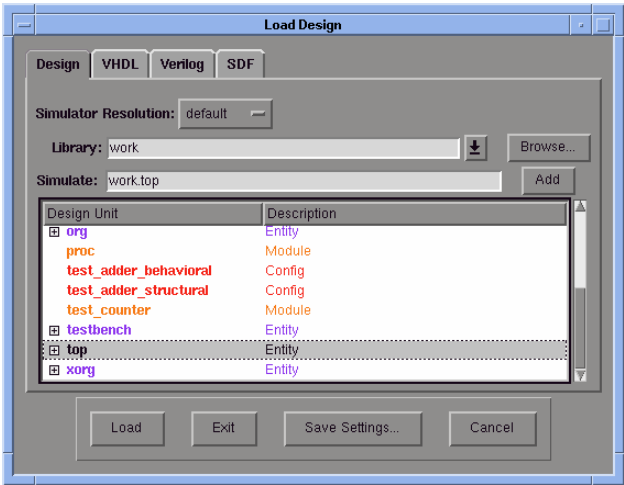 Load Design
Design VHDL Verilog SDF
Simulator Resolution: default
Library: work Browse...
Simulate: work.top Add
Design Unit Description
org Entity
proc Module
test_adder_behavioral Config
test_adder_structural Config
test_counter Module
testbench Entity
top Entity
xorg Entity
Load Exit Save Settings... Cancel